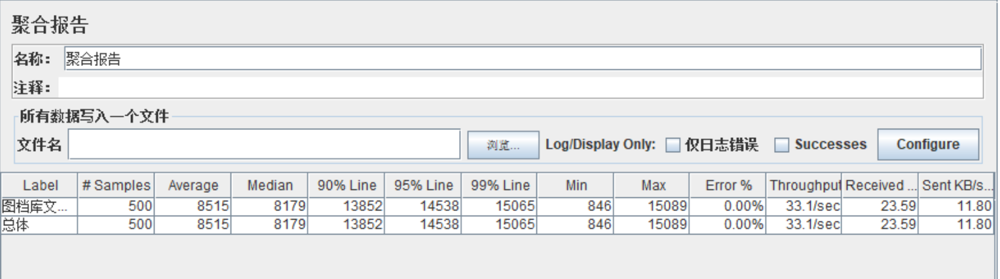 聚合报告
名称： 聚合报告
注释：
所有数据写入一个文件
文件名 浏览... Log/Display Only: 仅日志错误 Successes Configure
Label # Samples Average Median 90% Line 95% Line 99% Line Min Max Error % Throughput Received ... Sent KB/s...
图档库文... 500 8515 8179 13852 14538 15065 846 15089 0.00% 33.1/sec 23.59 11.80
总体 500 8515 8179 13852 14538 15065 846 15089 0.00% 33.1/sec 23.59 11.80